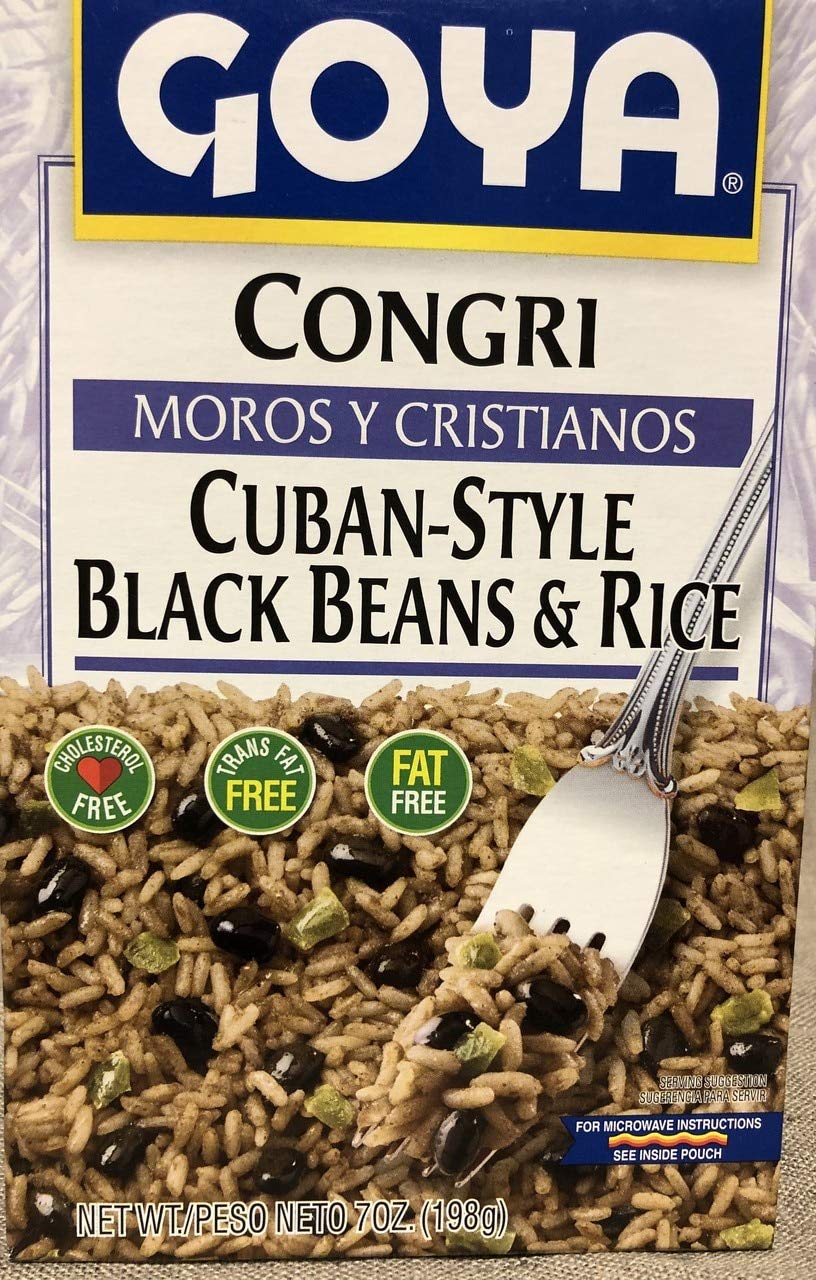 GOYA®
CONGRI
MOROS Y CRISTIANOS
CUBAN-STYLE
BLACK BEANS & RICE
CHOLESTEROL
FREE
TRANS FAT
FREE
FAT
FREE
SERVING SUGGESTION
SUGERENCIA PARA SERVIR
FOR MICROWAVE INSTRUCTIONS
SEE INSIDE POUCH
NET WT./PESO NETO 7OZ. (198g)